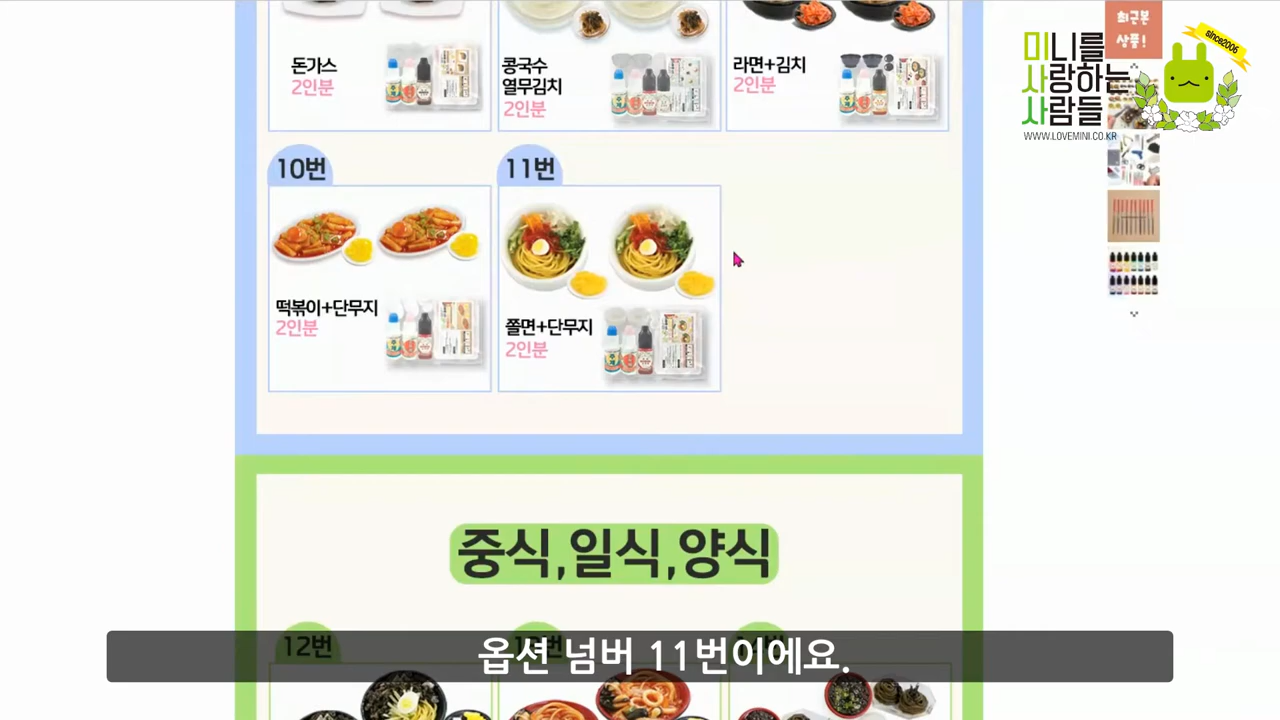 최근본
상품!
since2006
미니를
사랑하는
사람들
WWW.LOVEMINI.CO.KR
돈가스
2인분
콩국수
열무김치
2인분
라면+김치
2인분
10번
11번
떡볶이+단무지
2인분
쫄면+단무지
2인분
중식,일식,양식
12번
옵션 넘버 11번이에요.